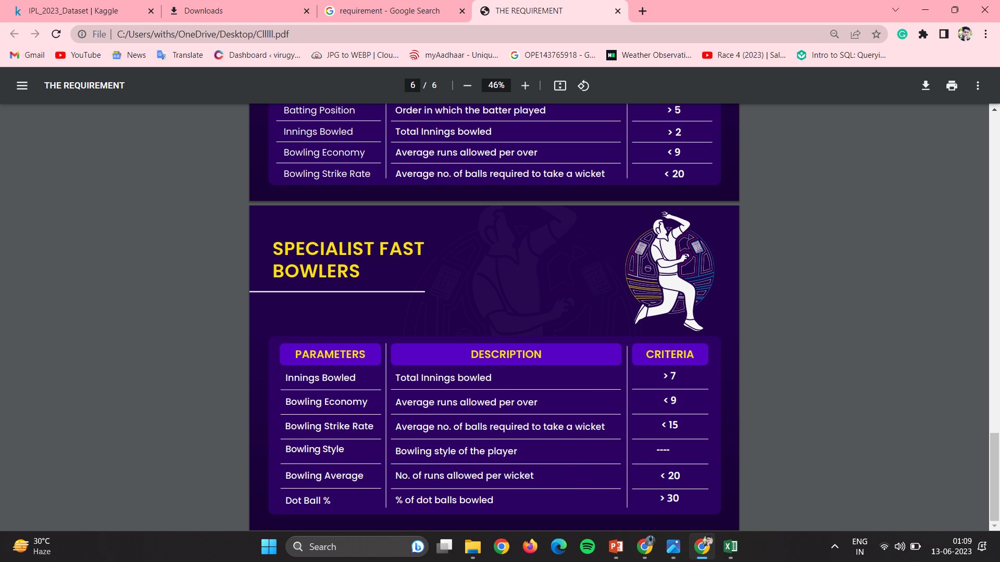 IPL_2023_Dataset | Kaggle
Downloads
requirement - Google Search
THE REQUIREMENT
File | C:/Users/withs/OneDrive/Desktop/Clllll.pdf
Gmail
YouTube
News
Translate
Dashboard ‹ virugy...
JPG to WEBP | Clou...
myAadhaar - Uniqu...
OPE143765918 - G...
Weather Observati...
Race 4 (2023) | Sal...
Intro to SQL: Queryi...
THE REQUIREMENT
6 / 6
46%
Batting Position Order in which the batter played > 5
Innings Bowled Total Innings bowled > 2
Bowling Economy Average runs allowed per over < 9
Bowling Strike Rate Average no. of balls required to take a wicket < 20
SPECIALIST FAST
BOWLERS
PARAMETERS DESCRIPTION CRITERIA
Innings Bowled Total Innings bowled > 7
Bowling Economy Average runs allowed per over < 9
Bowling Strike Rate Average no. of balls required to take a wicket < 15
Bowling Style Bowling style of the player ----
Bowling Average No. of runs allowed per wicket < 20
Dot Ball % % of dot balls bowled > 30
30°C
Haze
Search
ENG
IN
01:09
13-06-2023